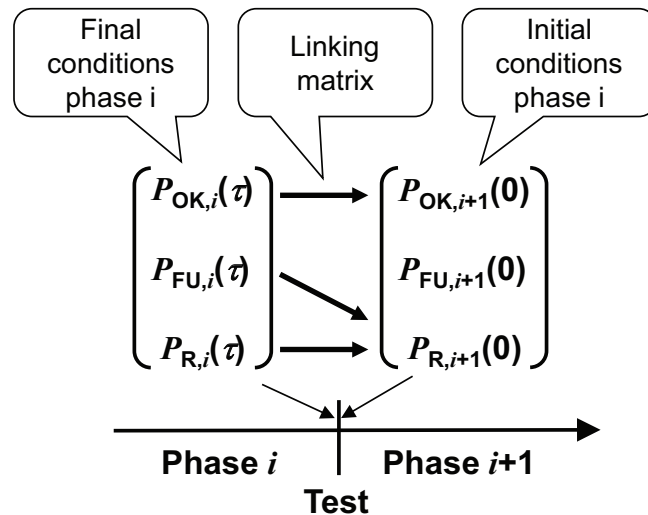 Final conditions phase i
Linking matrix
Initial conditions phase i
P_OK,i(τ) P_OK,i+1(0)
P_FU,i(τ) P_FU,i+1(0)
P_R,i(τ) P_R,i+1(0)
Phase i Phase i+1
Test